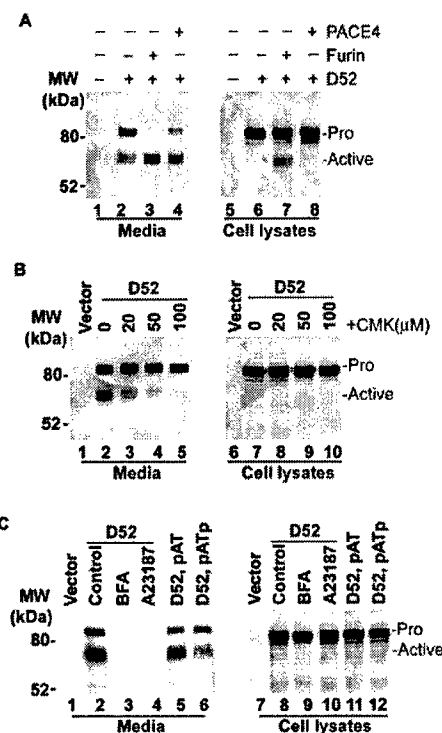 A
- - - + - - - + PACE4
- - + - - - + - Furin
MW - + + + - + + + D52
(kDa)
80- -Pro
-Active
52-
1 2 3 4 5 6 7 8
Media Cell lysates
B
D52 D52
MW Vector 0 20 50 100 Vector 0 20 50 100 +CMK(μM)
(kDa)
80- -Pro
-Active
52-
1 2 3 4 5 6 7 8 9 10
Media Cell lysates
C
D52 D52
MW Vector Control BFA A23187 D52, pAT D52, pATp Vector Control BFA A23187 D52, pAT D52, pATp
(kDa)
80- -Pro
-Active
52-
1 2 3 4 5 6 7 8 9 10 11 12
Media Cell lysates